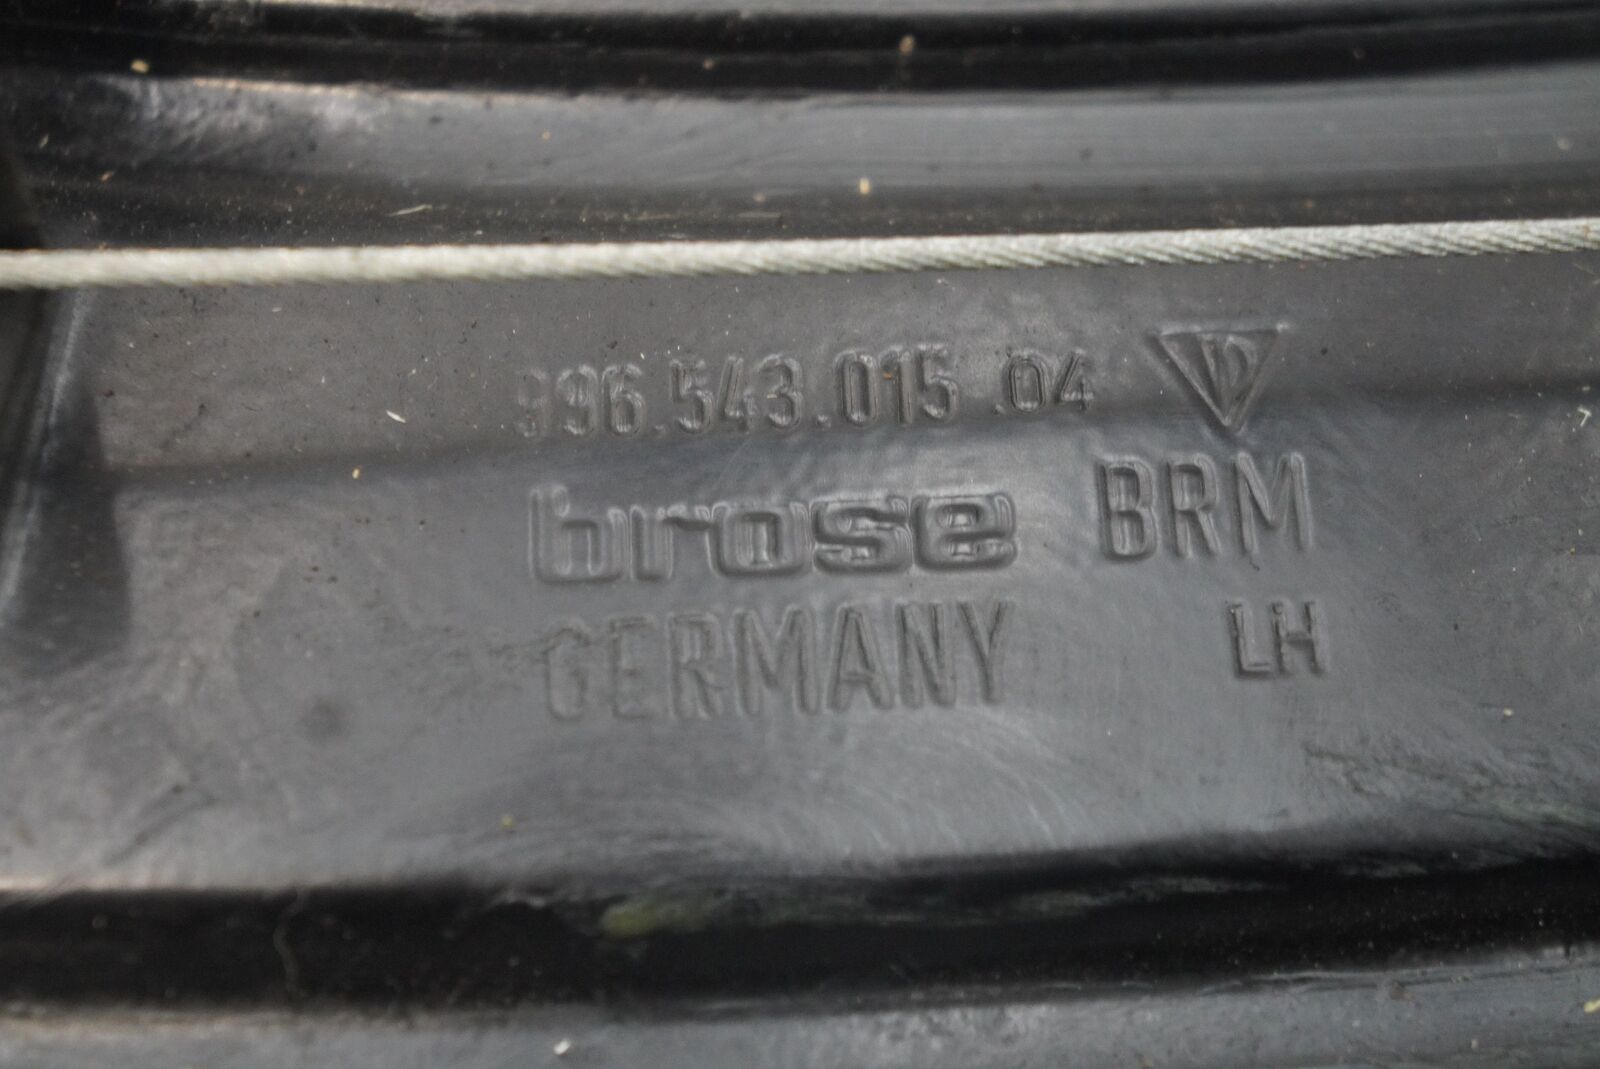 996.543.015 .04
brose BRM
GERMANY LH